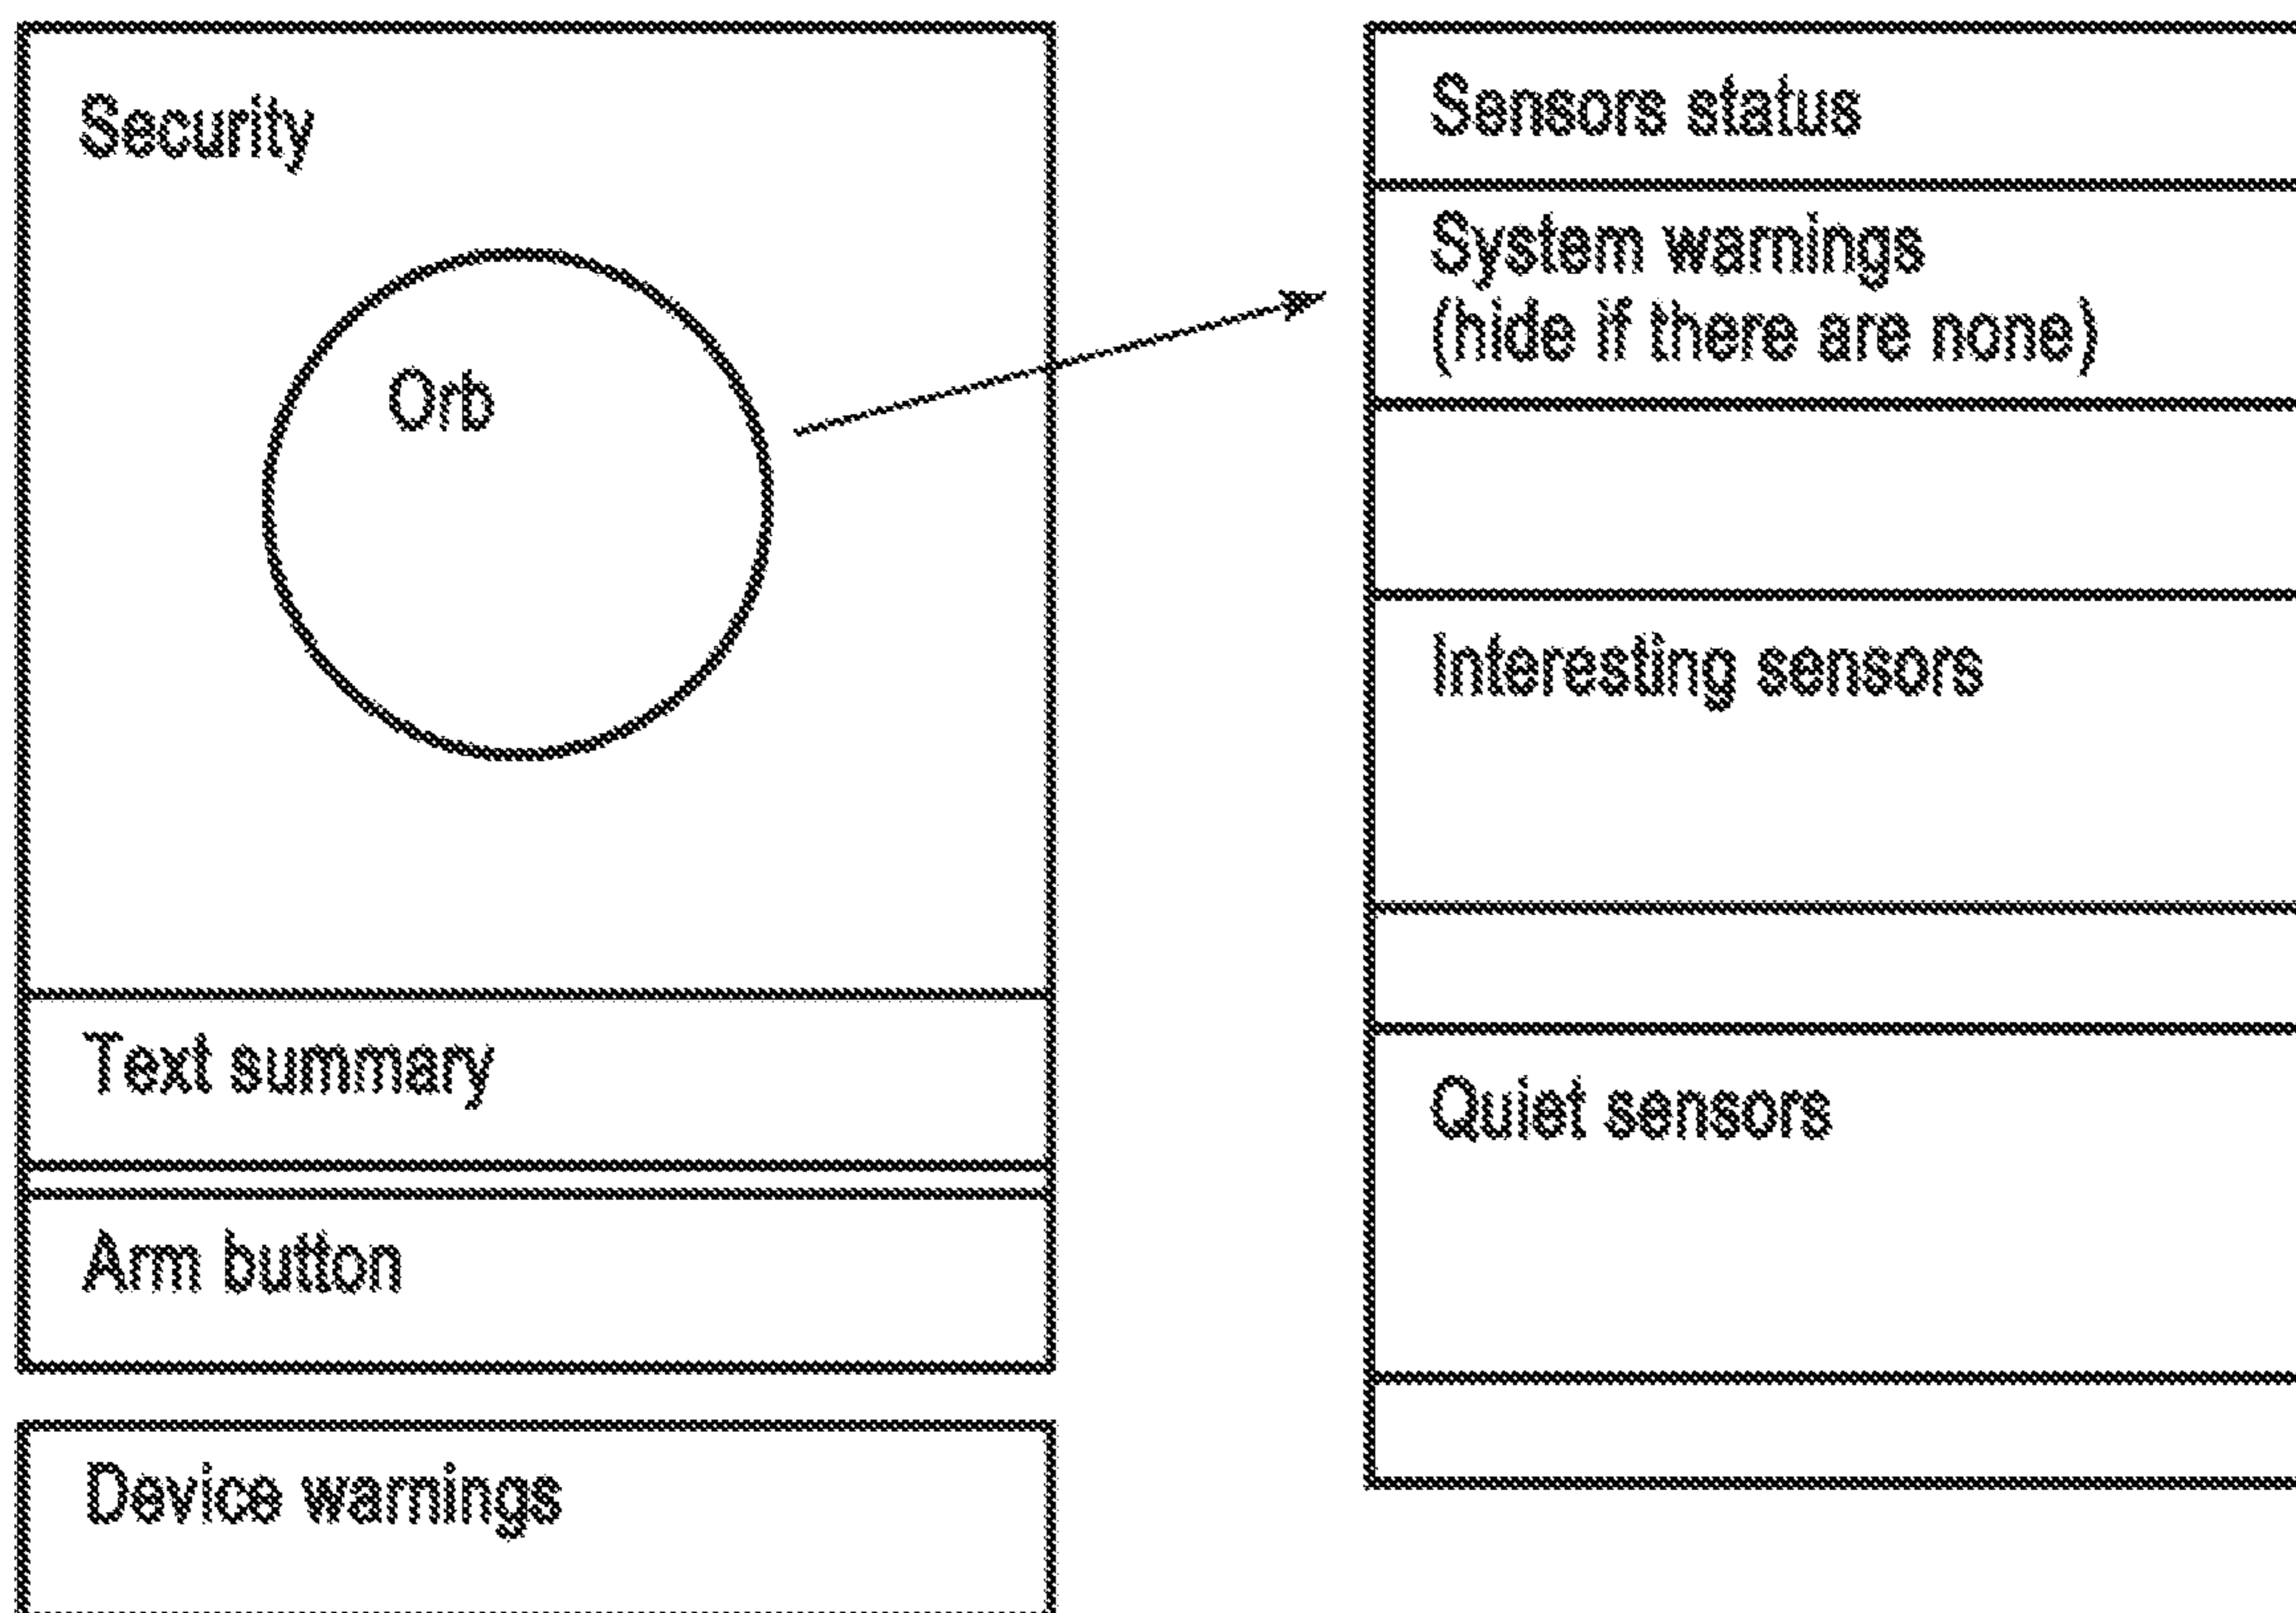 Security
Orb
Text summary
Arm button
Device warnings
Sensors status
System warnings
(hide if there are none)
Interesting sensors
Quiet sensors